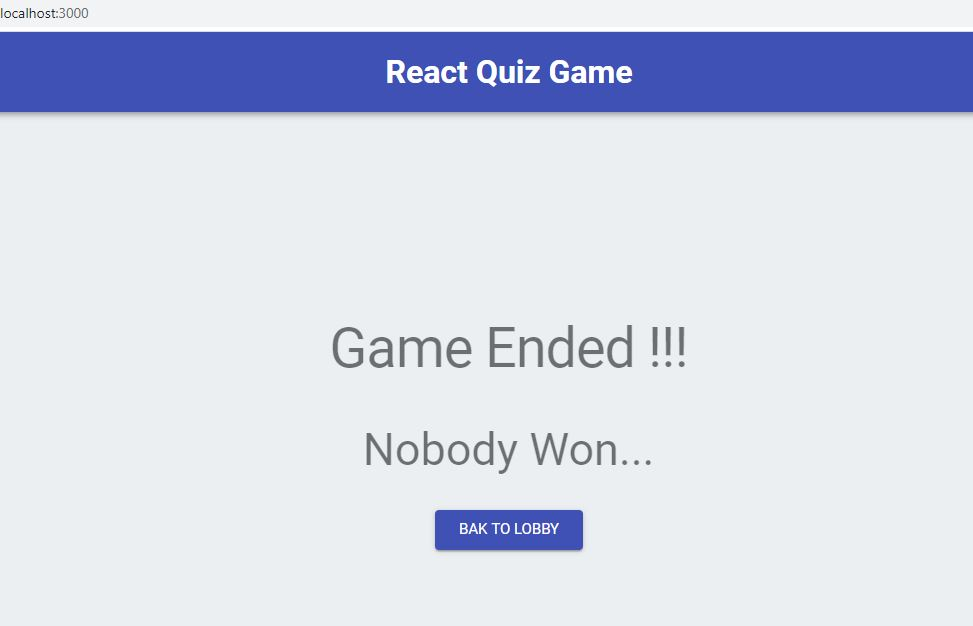 localhost:3000
React Quiz Game
Game Ended !!!
Nobody Won...
BAK TO LOBBY